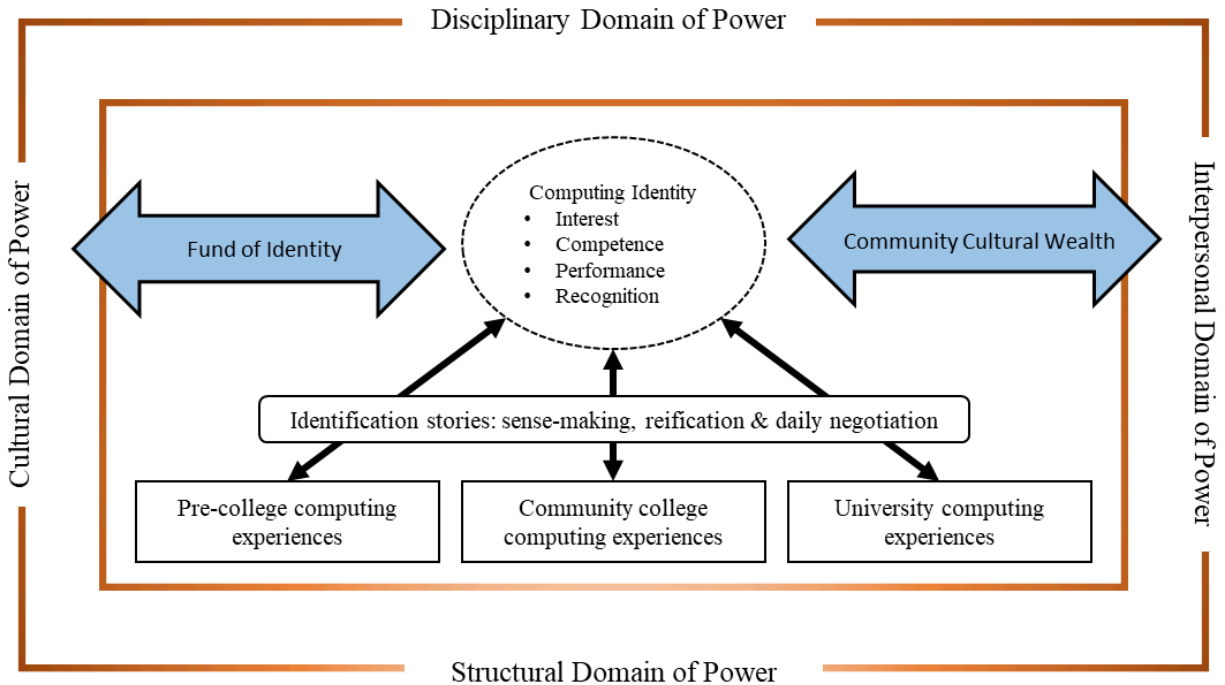 Disciplinary Domain of Power
Cultural Domain of Power
Interpersonal Domain of Power
Computing Identity
• Interest
• Competence
• Performance
• Recognition
Fund of Identity
Community Cultural Wealth
Identification stories: sense-making, reification & daily negotiation
Pre-college computing
experiences
Community college
computing experiences
University computing
experiences
Structural Domain of Power